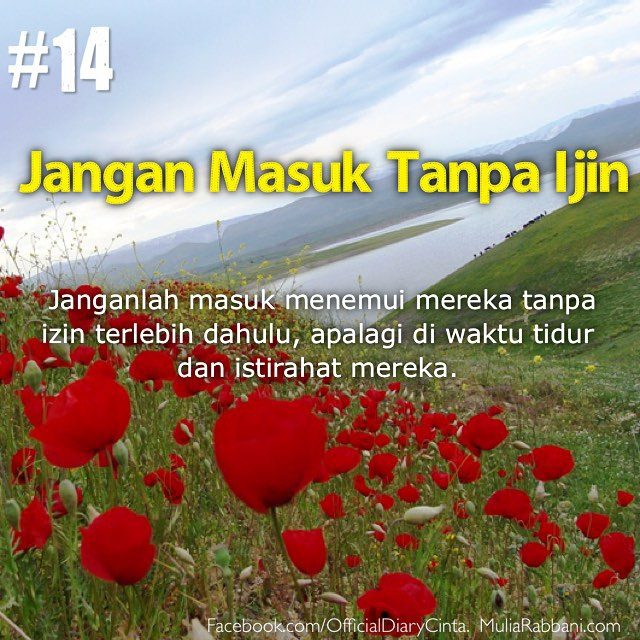 #14
Jangan Masuk Tanpa Ijin
Janganlah masuk menemui mereka tanpa
izin terlebih dahulu, apalagi di waktu tidur
dan istirahat mereka.
Facebook.com/OfficialDiaryCinta. MuliaRabbani.com